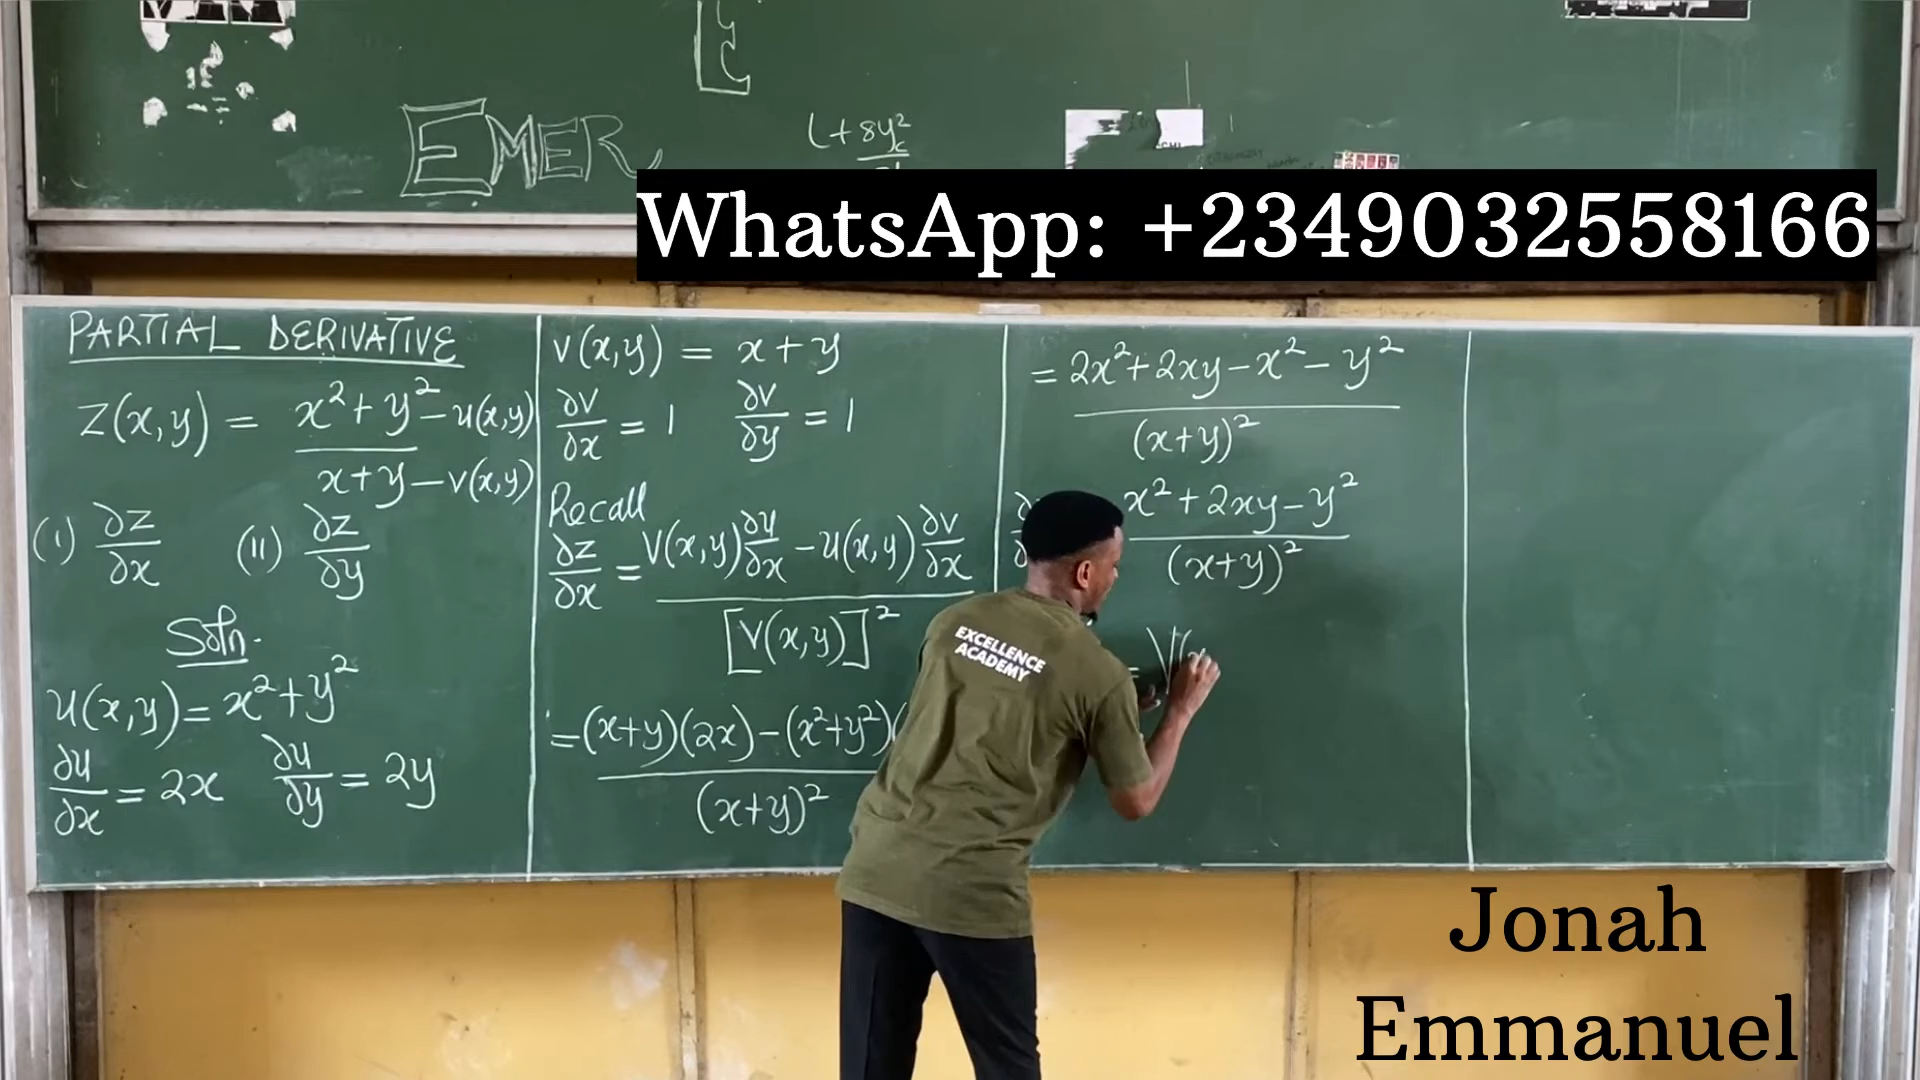 EMER
(+8y²
WhatsApp: +2349032558166
PARTIAL DERIVATIVE
Z(x,y) = x²+y² – u(x,y)
x+y – v(x,y)
(i) ∂z/∂x (ii) ∂z/∂y
Soln.
u(x,y) = x²+y²
∂u/∂x = 2x ∂u/∂y = 2y
v(x,y) = x+y
∂v/∂x = 1 ∂v/∂y = 1
Recall
∂z/∂x = v(x,y)∂u/∂x – u(x,y)∂v/∂x
[v(x,y)]²
=(x+y)(2x)–(x²+y²)(
(x+y)²
= 2x²+2xy–x²–y²
(x+y)²
x²+2xy–y²
(x+y)²
= V(x
EXCELLENCE
ACADEMY
Jonah
Emmanuel